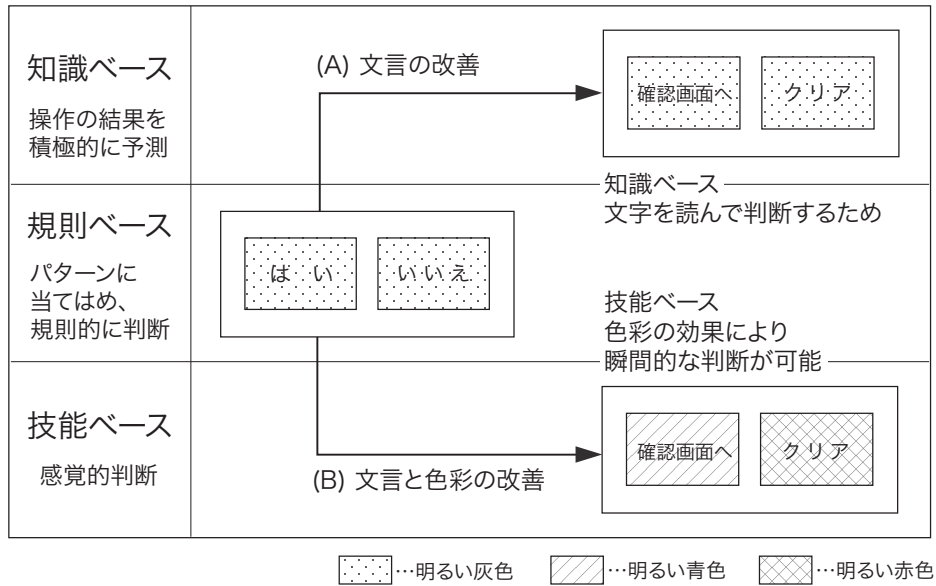 知識ベース
操作の結果を
積極的に予測
(A) 文言の改善
確認画面へ
クリア
知識ベース
文字を読んで判断するため
規則ベース
パターンに
当てはめ、
規則的に判断
は い
いいえ
技能ベース
色彩の効果により
瞬間的な判断が可能
技能ベース
感覚的判断
(B) 文言と色彩の改善
確認画面へ
クリア
…明るい灰色
…明るい青色
…明るい赤色